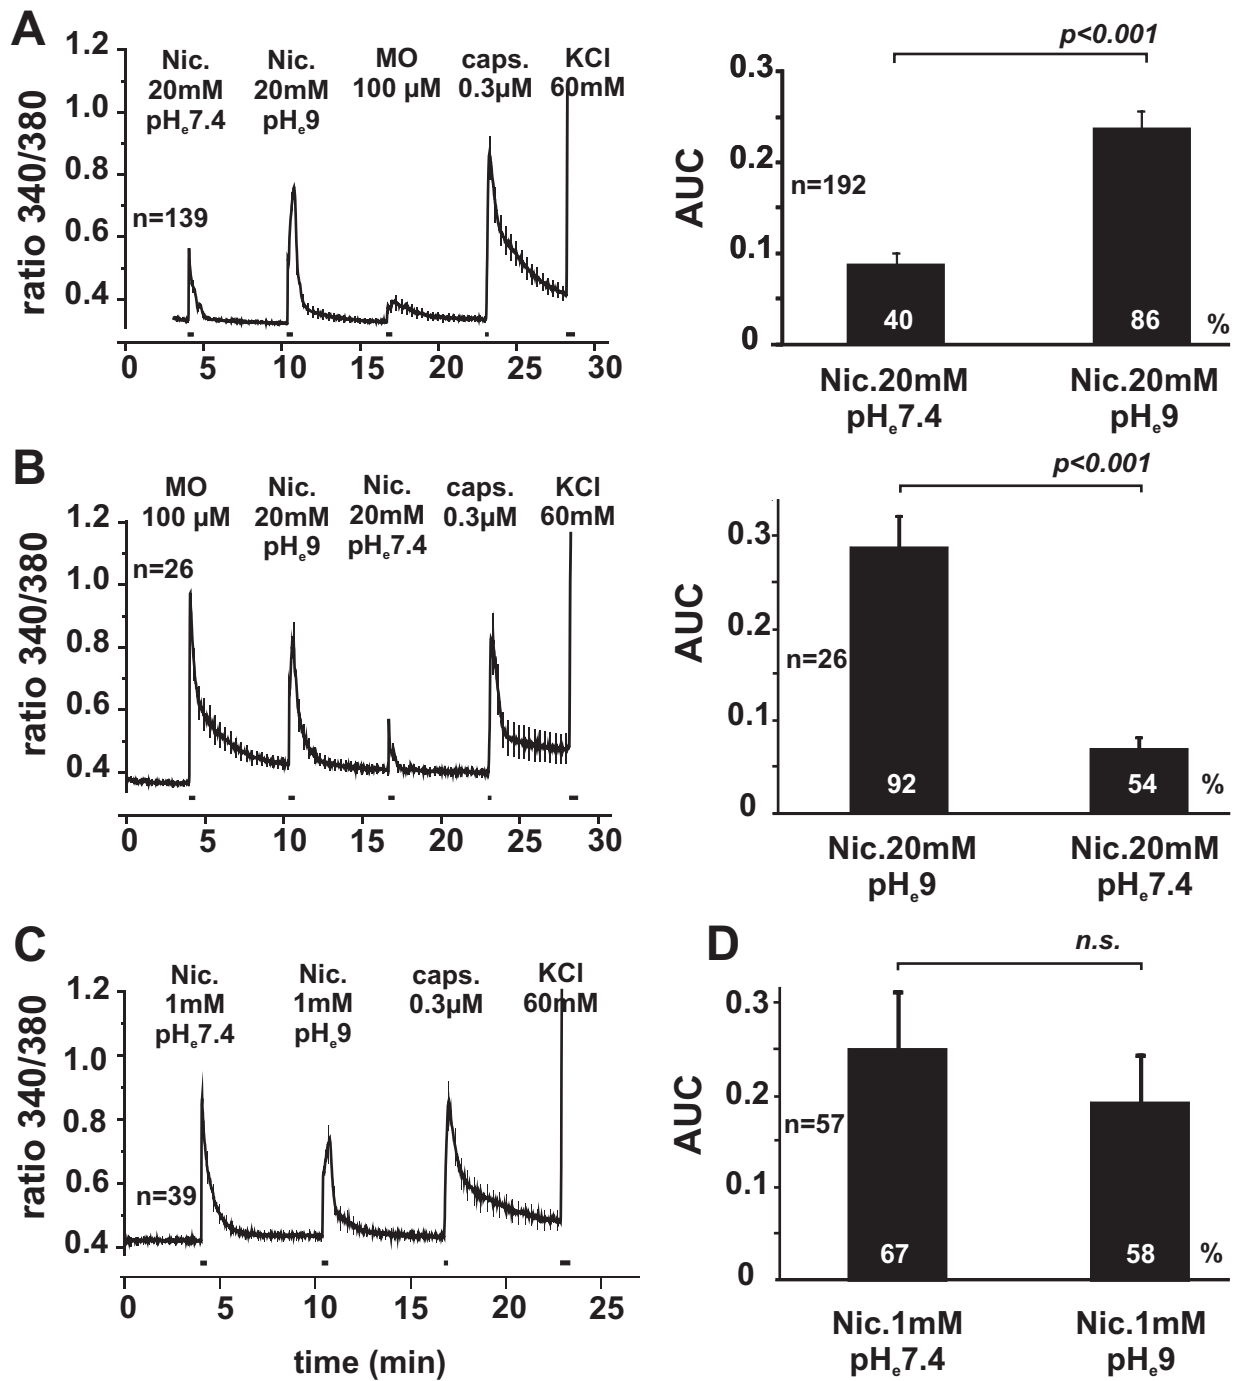 A
1.2
1.0
0.8
0.6
0.4
ratio 340/380
Nic.
20mM
pHe7.4
Nic.
20mM
pHe9
MO
100 µM
caps.
0.3µM
KCl
60mM
n=139
0 5 10 15 20 25 30
p<0.001
0.3
0.2
0.1
0
AUC
n=192
40
86
%
Nic.20mM
pHe7.4
Nic.20mM
pHe9
B
1.2
1.0
0.8
0.6
0.4
ratio 340/380
MO
100 µM
Nic.
20mM
pHe9
Nic.
20mM
pHe7.4
caps.
0.3µM
KCl
60mM
n=26
0 5 10 15 20 25 30
p<0.001
0.3
0.2
0.1
0
AUC
n=26
92
54
%
Nic.20mM
pHe9
Nic.20mM
pHe7.4
C
1.2
1.0
0.8
0.6
0.4
ratio 340/380
Nic.
1mM
pHe7.4
Nic.
1mM
pHe9
caps.
0.3µM
KCl
60mM
n=39
0 5 10 15 20 25
time (min)
D
n.s.
0.3
0.2
0.1
0
AUC
n=57
67
58
%
Nic.1mM
pHe7.4
Nic.1mM
pHe9